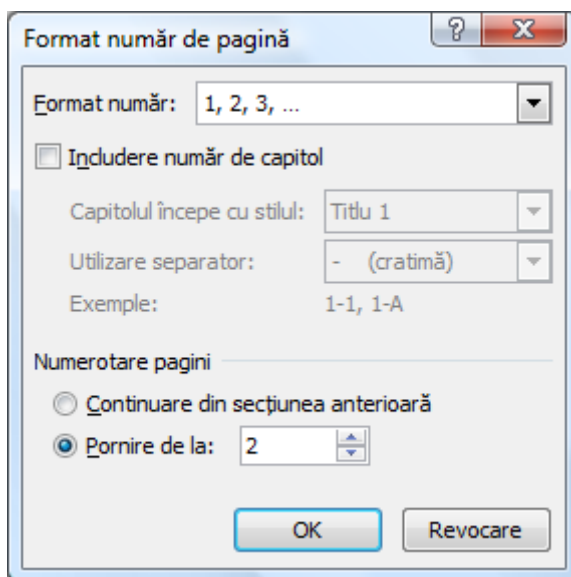 Format număr de pagină
Format număr: 1, 2, 3, ...
Includere număr de capitol
Capitolul începe cu stilul: Titlu 1
Utilizare separator: - (cratimă)
Exemple: 1-1, 1-A
Numerotare pagini
Continuare din secțiunea anterioară
Pornire de la: 2
OK Revocare